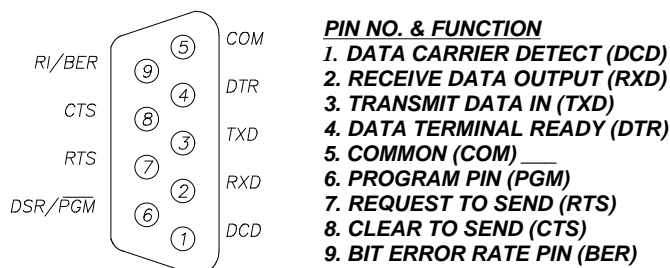 5
COM
RI/BER
9
4
DTR
CTS
8
3
TXD
RTS
7
2
RXD
DSR/PGM
6
1
DCD
PIN NO. & FUNCTION
1. DATA CARRIER DETECT (DCD)
2. RECEIVE DATA OUTPUT (RXD)
3. TRANSMIT DATA IN (TXD)
4. DATA TERMINAL READY (DTR)
5. COMMON (COM) ___
6. PROGRAM PIN (PGM)
7. REQUEST TO SEND (RTS)
8. CLEAR TO SEND (CTS)
9. BIT ERROR RATE PIN (BER)